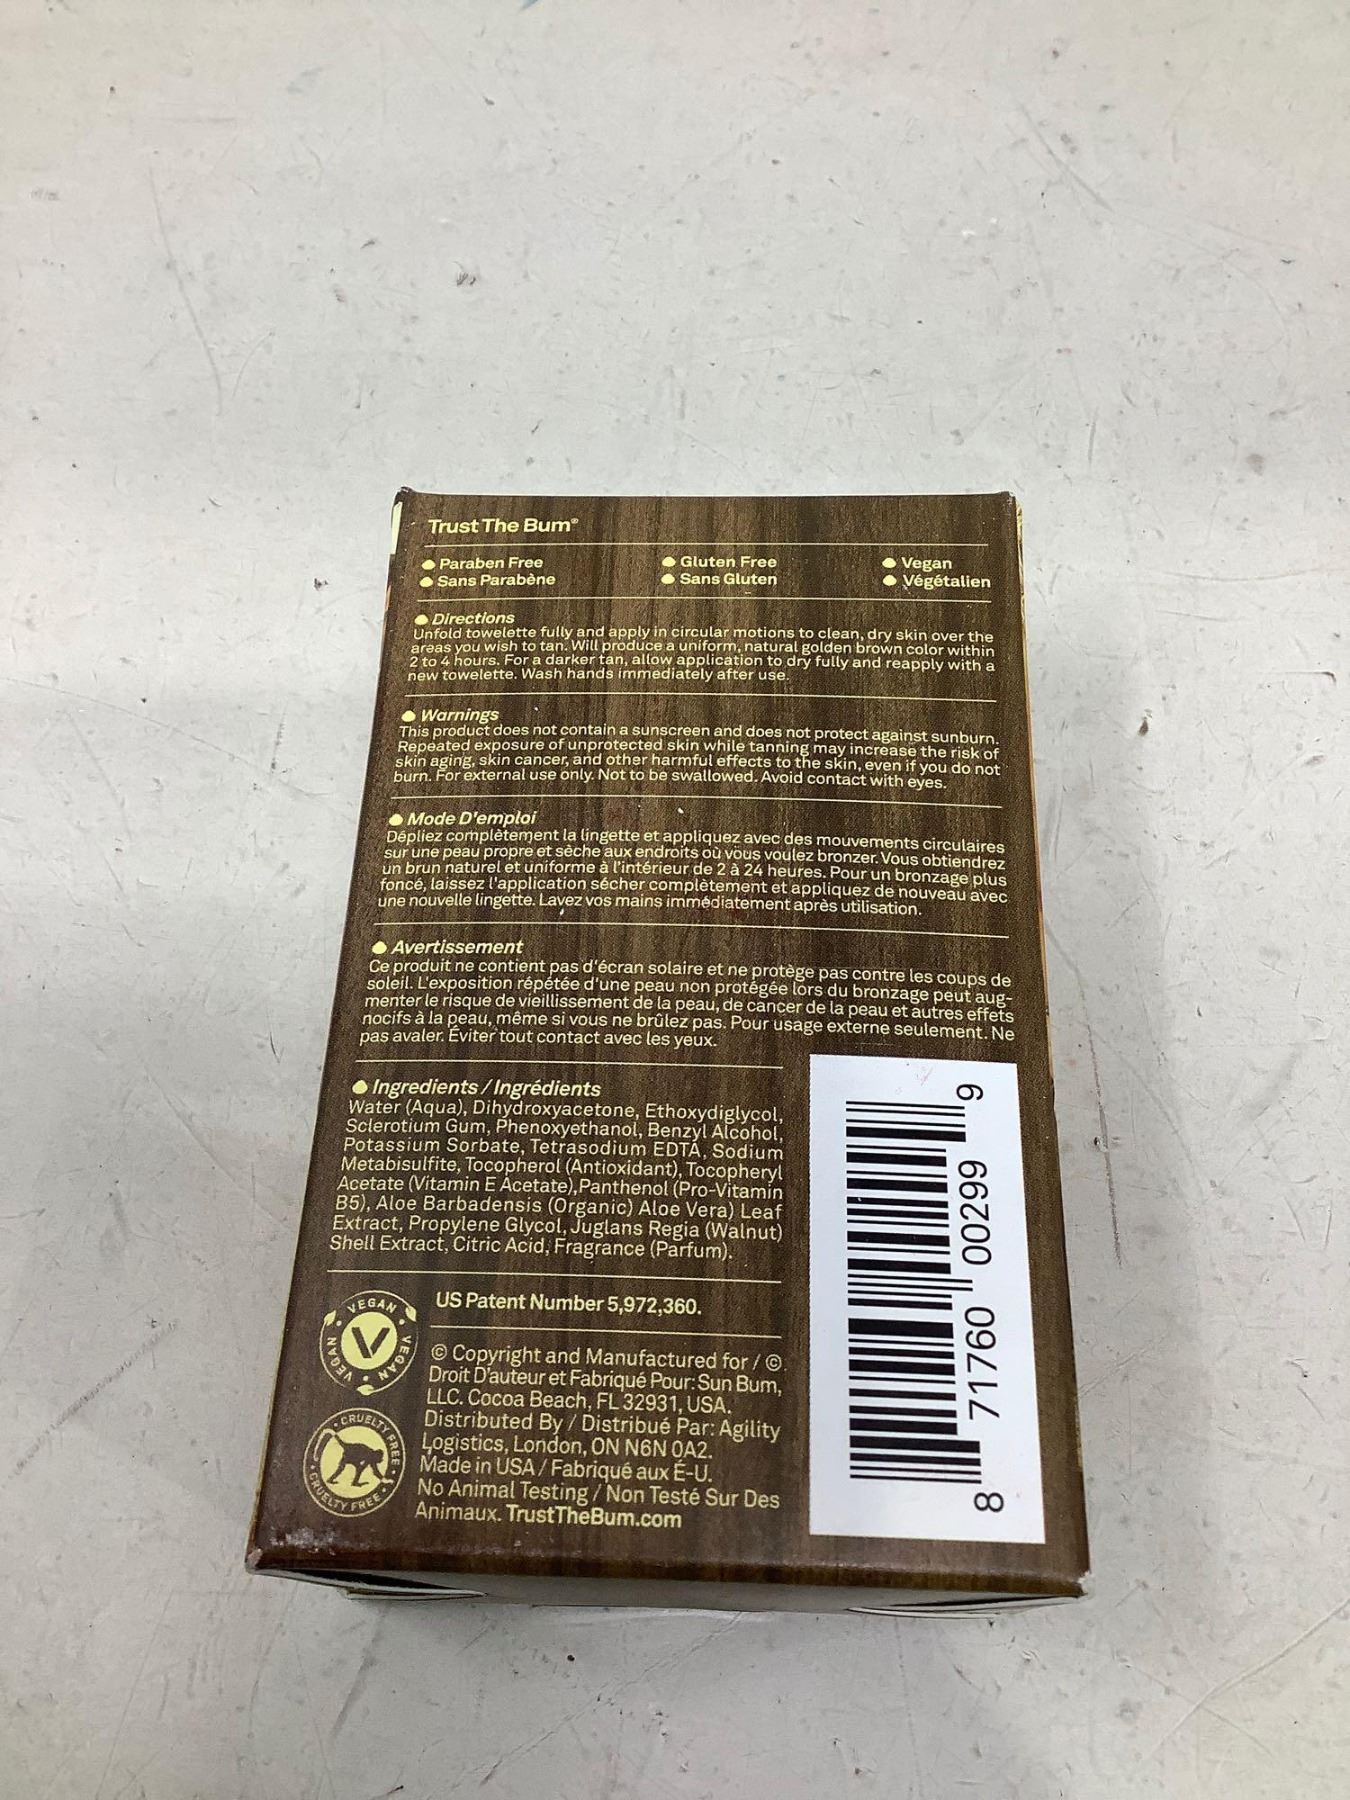 Trust The Bum®
Paraben Free
Sans Parabène
Gluten Free
Sans Gluten
Vegan
Végétalien
Directions
Unfold towelette fully and apply in circular motions to clean, dry skin over the
areas you wish to tan. Will produce a uniform, natural golden brown color within
2 to 4 hours. For a darker tan, allow application to dry fully and reapply with a
new towelette. Wash hands immediately after use.
Warnings
This product does not contain a sunscreen and does not protect against sunburn.
Repeated exposure of unprotected skin while tanning may increase the risk of
skin aging, skin cancer, and other harmful effects to the skin, even if you do not
burn. For external use only. Not to be swallowed. Avoid contact with eyes.
Mode D'emploi
Dépliez complètement la lingette et appliquez avec des mouvements circulaires
sur une peau propre et sèche aux endroits où vous voulez bronzer. Vous obtiendrez
un brun naturel et uniforme à l'intérieur de 2 à 24 heures. Pour un bronzage plus
foncé, laissez l'application sécher complètement et appliquez de nouveau avec
une nouvelle lingette. Lavez vos mains immédiatement après utilisation.
Avertissement
Ce produit ne contient pas d'écran solaire et ne protège pas contre les coups de
soleil. L'exposition répétée d'une peau non protégée lors du bronzage peut aug-
menter le risque de vieillissement de la peau, de cancer de la peau et autres effets
nocifs à la peau, même si vous ne brûlez pas. Pour usage externe seulement. Ne
pas avaler. Éviter tout contact avec les yeux.
Ingredients / Ingrédients
Water (Aqua), Dihydroxyacetone, Ethoxydiglycol,
Sclerotium Gum, Phenoxyethanol, Benzyl Alcohol,
Potassium Sorbate, Tetrasodium EDTA, Sodium
Metabisulfite, Tocopherol (Antioxidant), Tocopheryl
Acetate (Vitamin E Acetate), Panthenol (Pro-Vitamin
B5), Aloe Barbadensis (Organic) Aloe Vera) Leaf
Extract, Propylene Glycol, Juglans Regia (Walnut)
Shell Extract, Citric Acid, Fragrance (Parfum).
US Patent Number 5,972,360.
© Copyright and Manufactured for / ©
Droit D'auteur et Fabriqué Pour: Sun Bum,
LLC. Cocoa Beach, FL 32931, USA.
Distributed By / Distribué Par: Agility
Logistics, London, ON N6N 0A2.
Made in USA / Fabriqué aux É-U.
No Animal Testing / Non Testé Sur Des
Animaux. TrustTheBum.com
VEGAN VEGAN VEGAN
V
CRUELTY FREE CRUELTY FREE
8 71760 00299 9